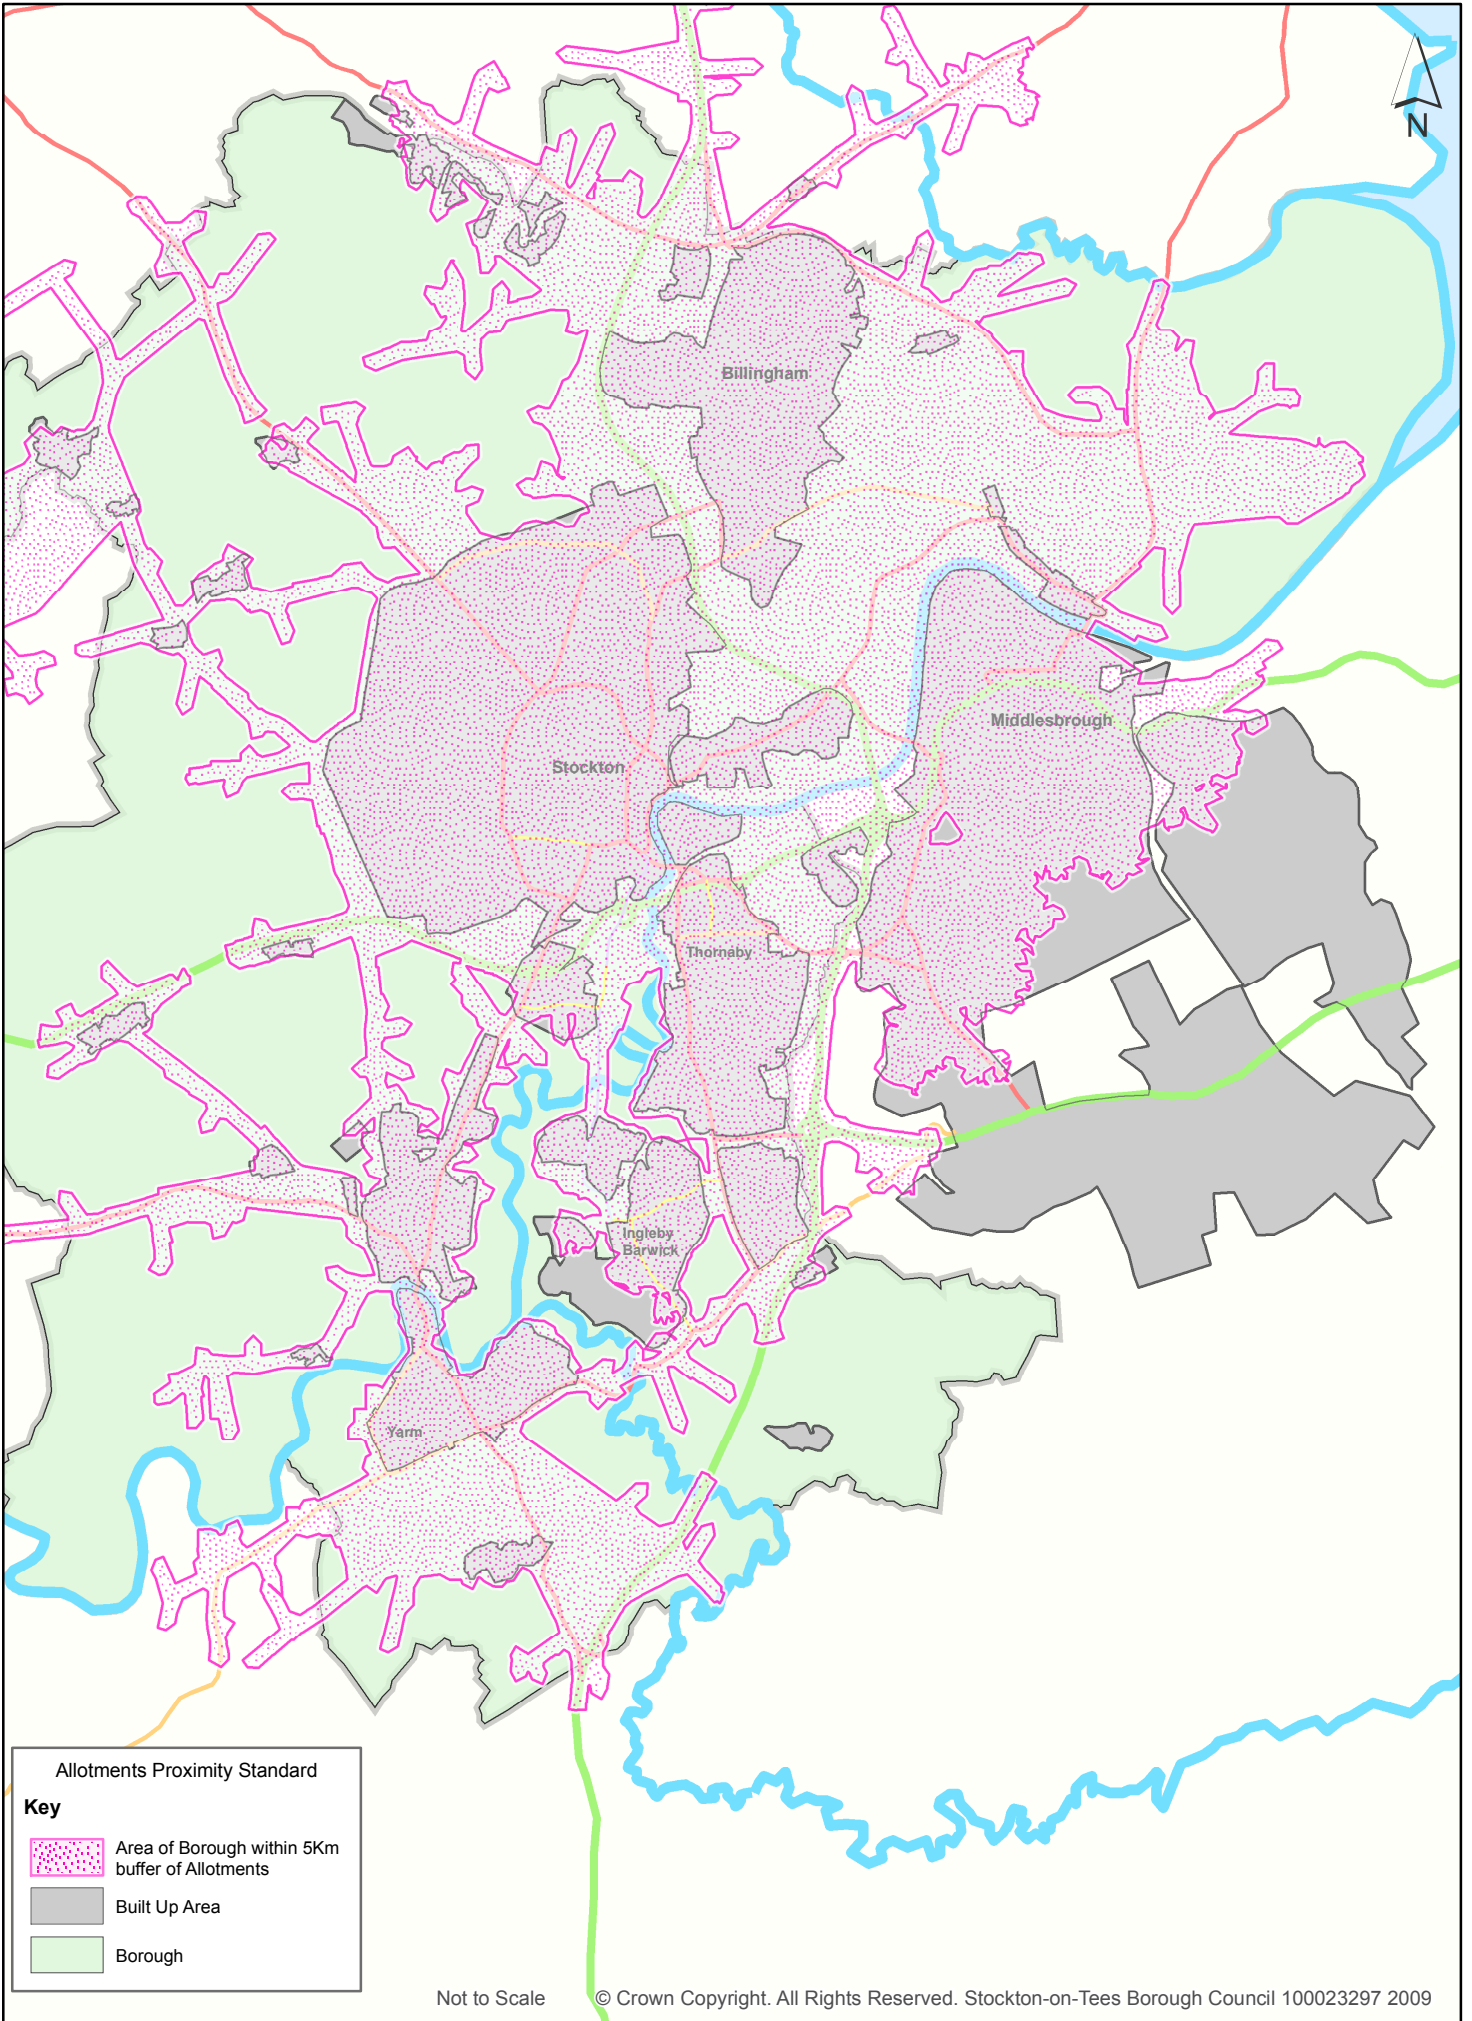 N
Billingham
Middlesbrough
Stockton
Thornaby
Ingleby
Barwick
Yarm
Allotments Proximity Standard
Key
Area of Borough within 5Km
buffer of Allotments
Built Up Area
Borough
Not to Scale
© Crown Copyright. All Rights Reserved. Stockton-on-Tees Borough Council 100023297 2009